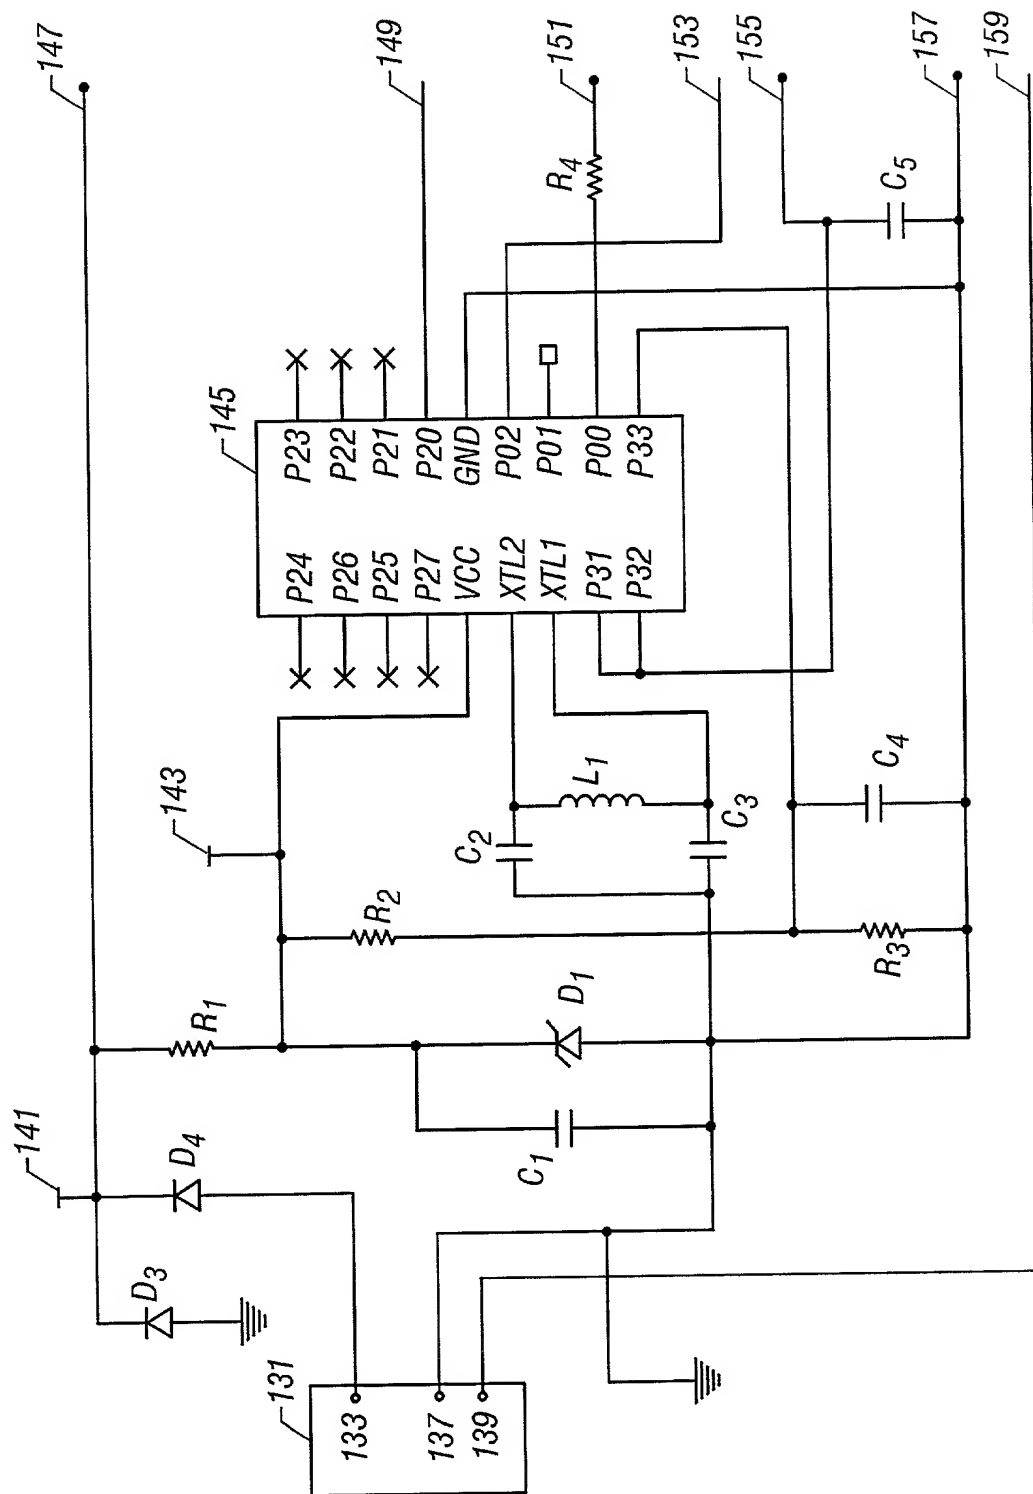 147
149
151
153
155
157
159
R4
C5
145
P23
P22
P21
P20
GND
P02
P01
P00
P33
P24
P26
P25
P27
VCC
XTL2
XTL1
P31
P32
143
L1
C2
C3
C4
R2
R3
R1
D1
C1
141
D4
D3
131
133
137
139